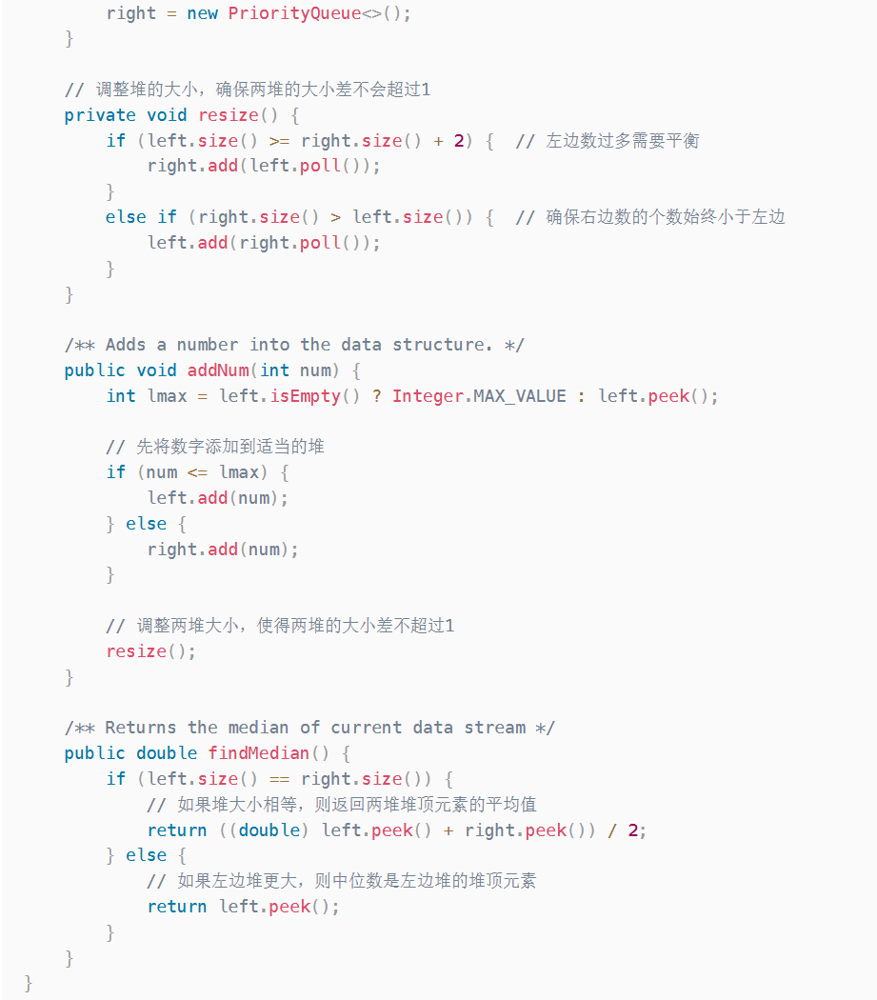 right = new PriorityQueue<>();
}
// 调整堆的大小，确保两堆的大小差不会超过1
private void resize() {
if (left.size() >= right.size() + 2) {  // 左边数过多需要平衡
right.add(left.poll());
}
else if (right.size() > left.size()) {  // 确保右边数的个数始终小于左边
left.add(right.poll());
}
}
/** Adds a number into the data structure. */
public void addNum(int num) {
int lmax = left.isEmpty() ? Integer.MAX_VALUE : left.peek();
// 先将数字添加到适当的堆
if (num <= lmax) {
left.add(num);
} else {
right.add(num);
}
// 调整两堆大小，使得两堆的大小差不超过1
resize();
}
/** Returns the median of current data stream */
public double findMedian() {
if (left.size() == right.size()) {
// 如果堆大小相等，则返回两堆堆顶元素的平均值
return ((double) left.peek() + right.peek()) / 2;
} else {
// 如果左边堆更大，则中位数是左边堆的堆顶元素
return left.peek();
}
}
}